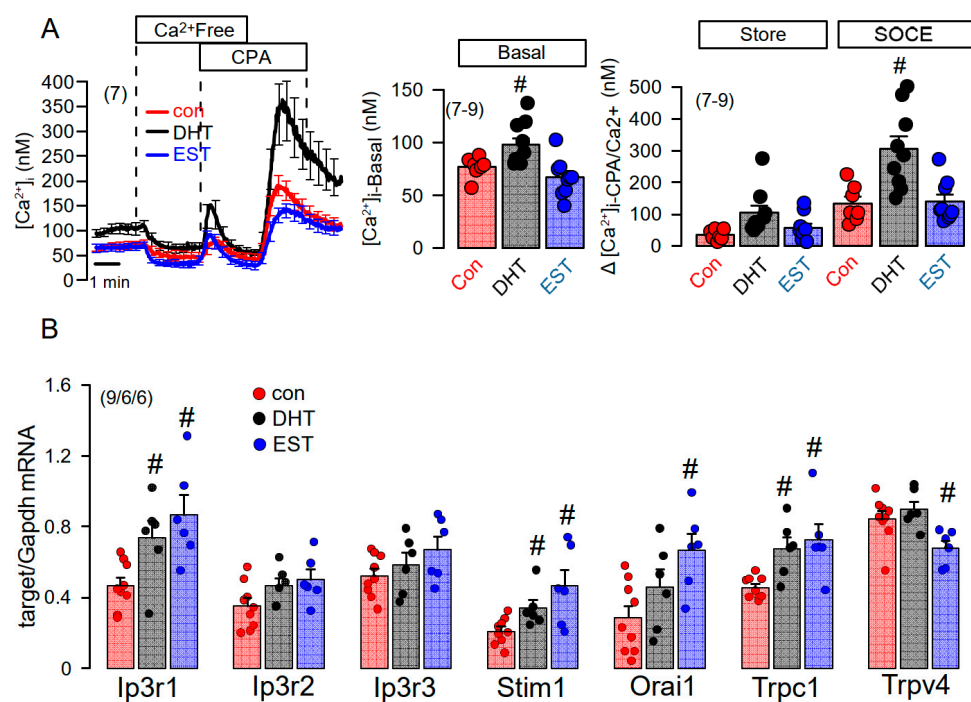 A
Ca²⁺Free
CPA
[Ca²⁺]ᵢ (nM)
400
350
300
250
200
150
100
50
0
(7)
con
DHT
EST
1 min
Basal
[Ca²⁺]ᵢ-Basal (nM)
150
100
50
0
(7-9)
#
Con
DHT
EST
Store
SOCE
Δ [Ca²⁺]ᵢ-CPA/Ca2+ (nM)
500
400
300
200
100
0
(7-9)
#
Con
DHT
EST
Con
DHT
EST
B
target/Gapdh mRNA
1.6
1.2
0.8
0.4
0
(9/6/6)
con
DHT
EST
# # # # # # # #
Ip3r1 Ip3r2 Ip3r3 Stim1 Orai1 Trpc1 Trpv4